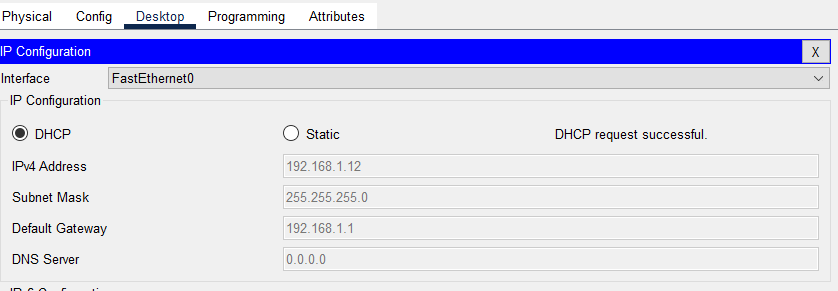 Physical Config Desktop Programming Attributes
IP Configuration X
Interface FastEthernet0
IP Configuration
DHCP Static DHCP request successful.
IPv4 Address 192.168.1.12
Subnet Mask 255.255.255.0
Default Gateway 192.168.1.1
DNS Server 0.0.0.0